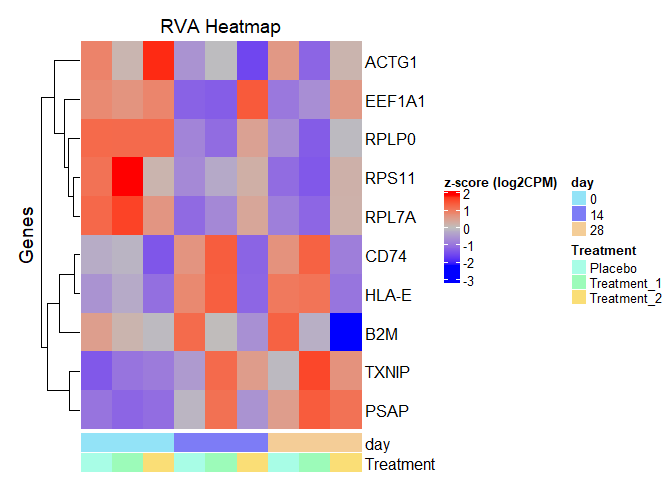 RVA Heatmap
Genes
ACTG1
EEF1A1
RPLP0
RPS11
RPL7A
CD74
HLA-E
B2M
TXNIP
PSAP
day
Treatment
z-score (log2CPM)
2
1
0
-1
-2
-3
day
0
14
28
Treatment
Placebo
Treatment_1
Treatment_2